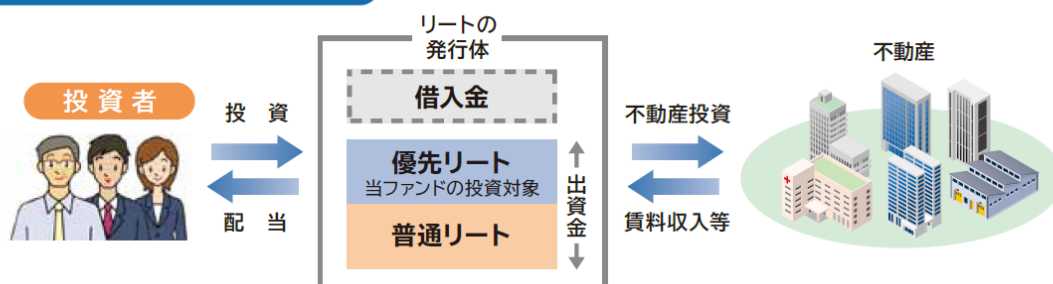 リートの
発行体
不動産
投資者
借入金
投 資
不動産投資
優先リート
当ファンドの投資対象
出資金
配 当
普通リート
賃料収入等